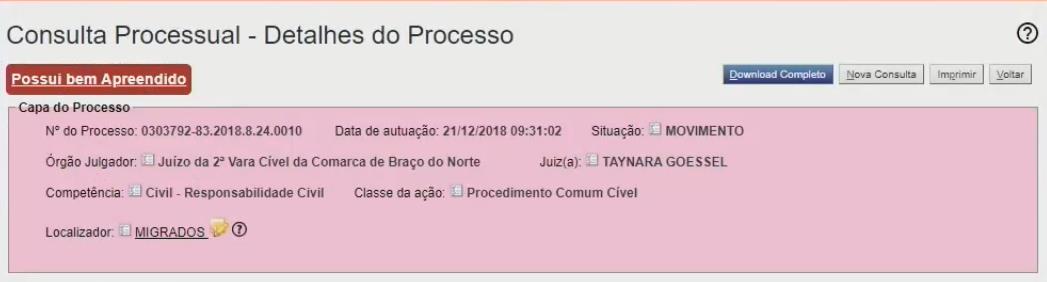 Consulta Processual - Detalhes do Processo
Possui bem Apreendido
Download Completo Nova Consulta Imprimir Voltar
Capa do Processo
Nº do Processo: 0303792-83.2018.8.24.0010 Data de autuação: 21/12/2018 09:31:02 Situação: MOVIMENTO
Órgão Julgador: Juízo da 2ª Vara Cível da Comarca de Braço do Norte Juiz(a): TAYNARA GOESSEL
Competência: Civil - Responsabilidade Civil Classe da ação: Procedimento Comum Cível
Localizador: MIGRADOS